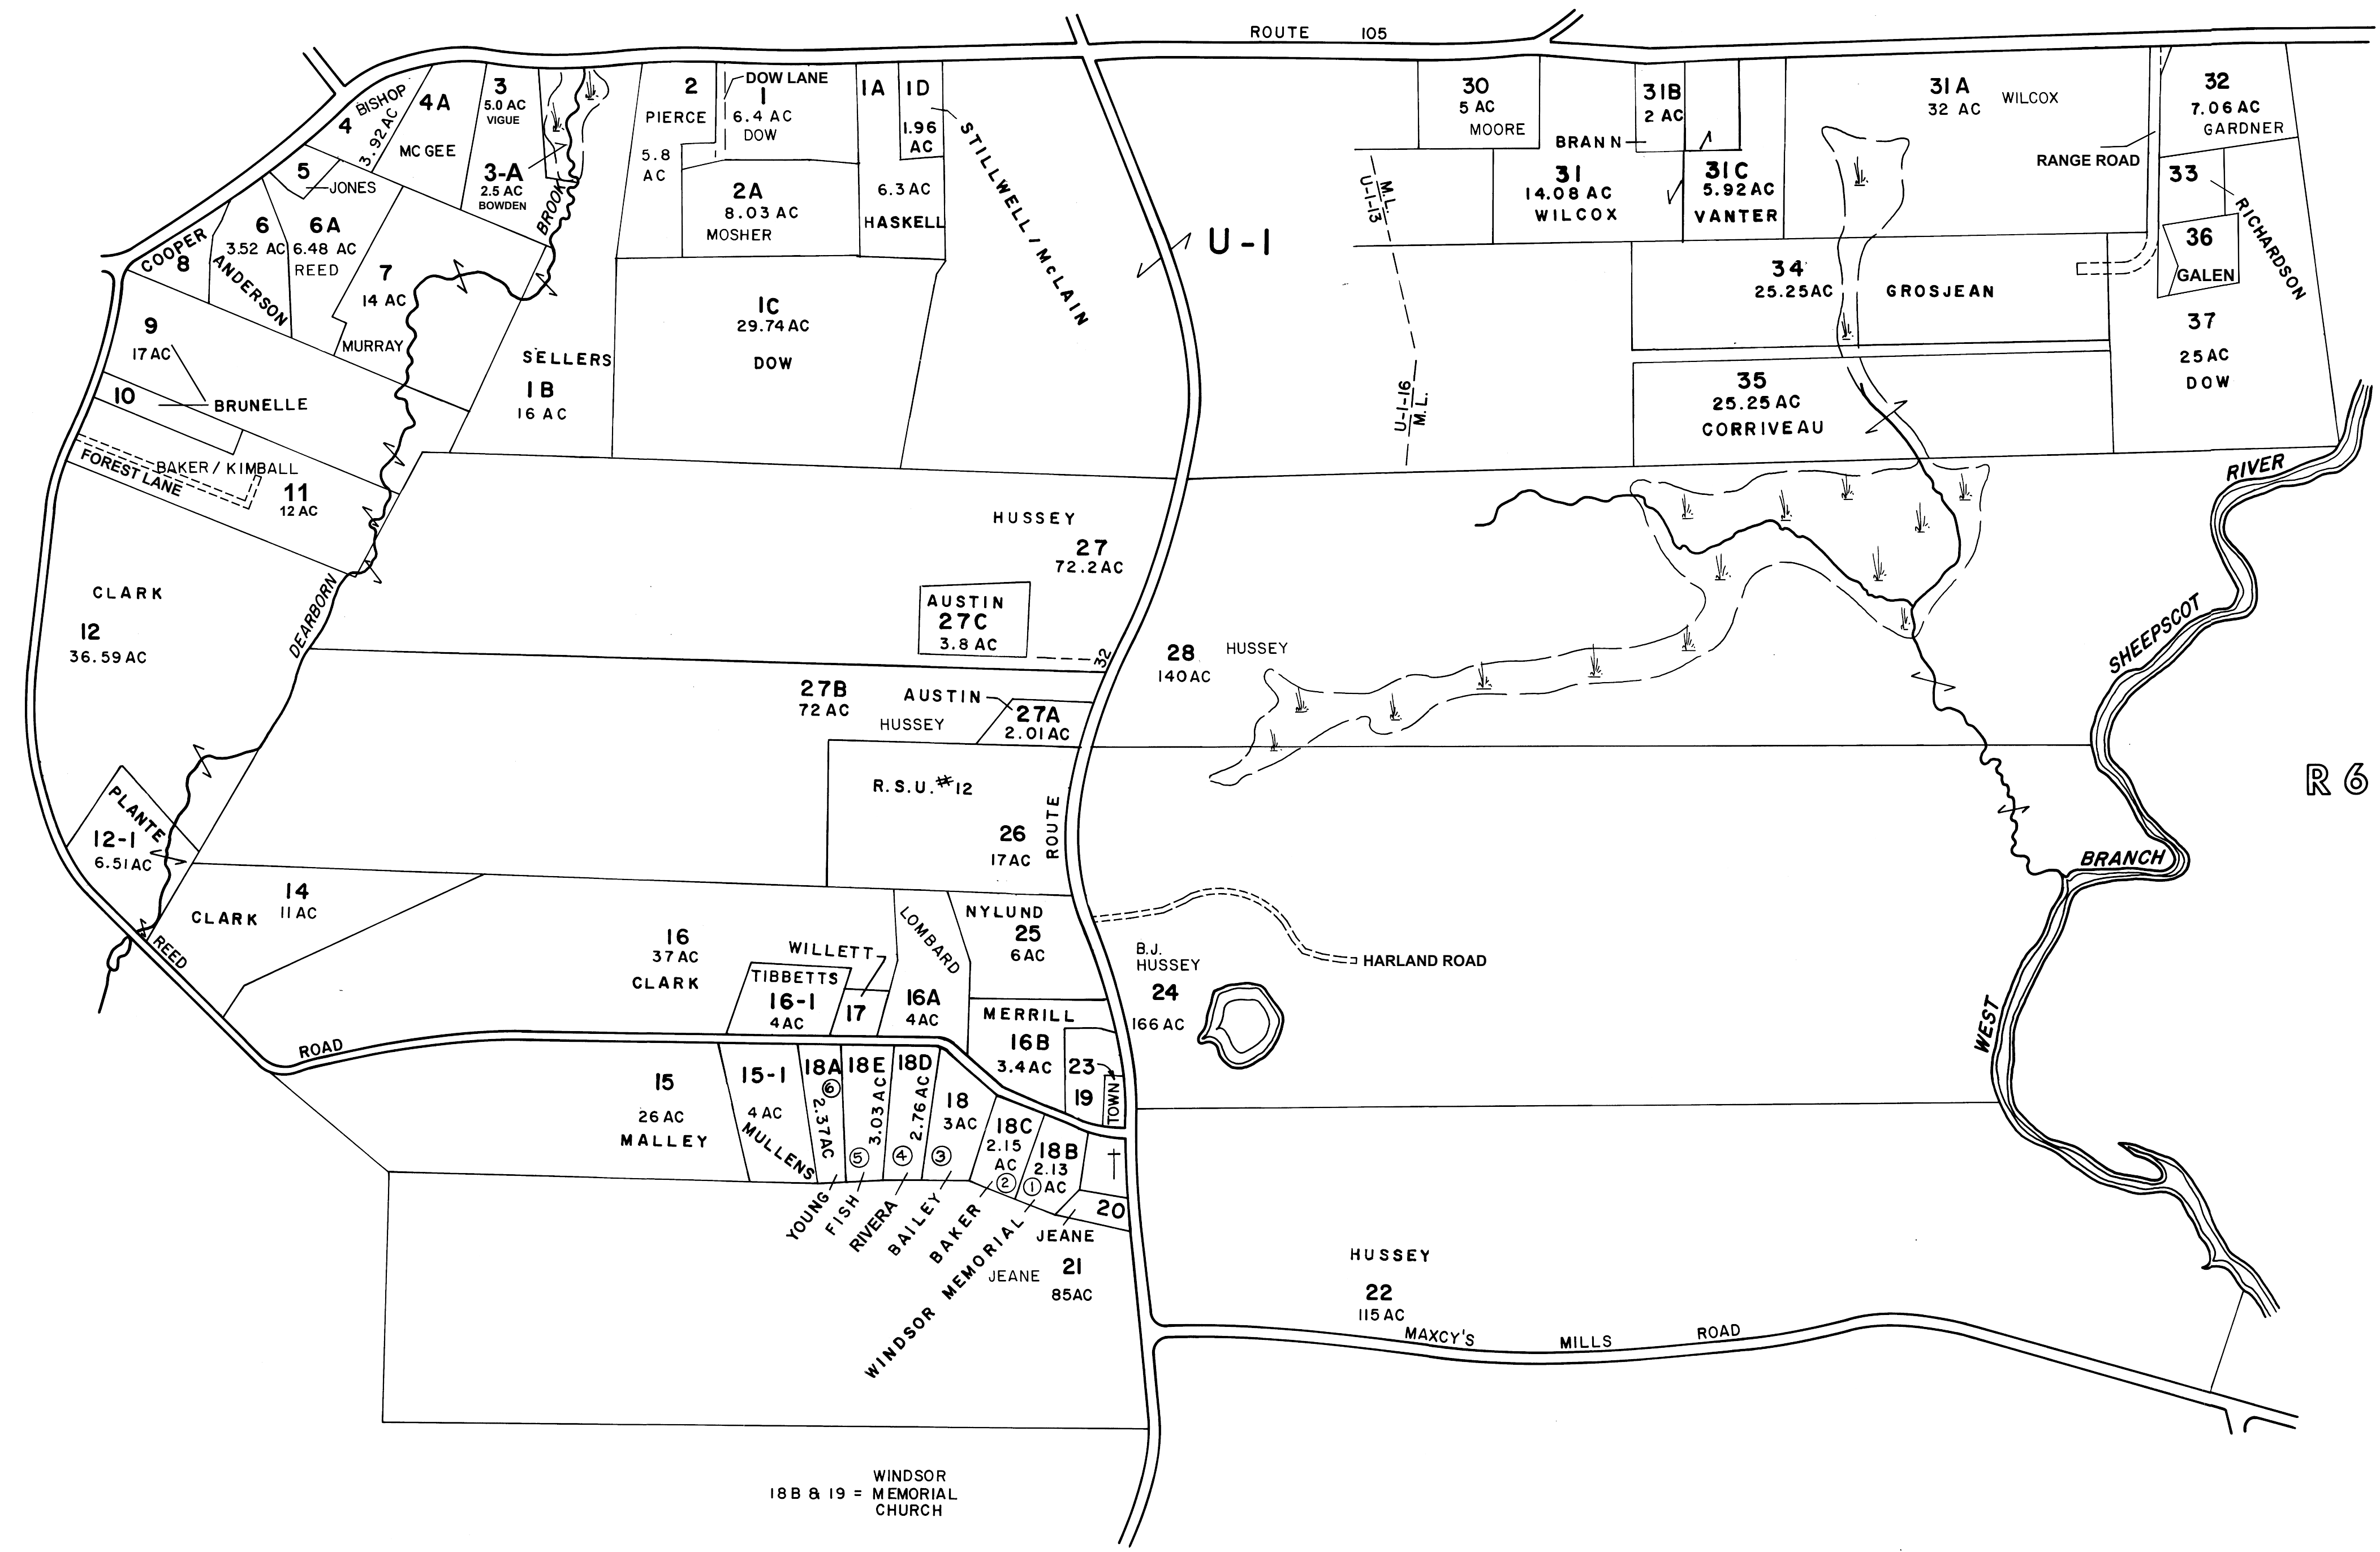 ROUTE 105
4
BISHOP
3.92 AC
4A
MC GEE
3
5.0 AC
VIGUE
3-A
2.5 AC
BOWDEN
BROOK
2
PIERCE
5.8
AC
DOW LANE
1
6.4 AC
DOW
2A
8.03 AC
MOSHER
1A
6.3 AC
HASKELL
1D
1.96
AC
STILLWELL / McLAIN
U-1
30
5 AC
MOORE
31B
2 AC
BRANN
31
14.08 AC
WILCOX
31C
5.92 AC
VANTER
31A
32 AC
WILCOX
RANGE ROAD
32
7.06 AC
GARDNER
33
RICHARDSON
36
GALEN
37
25 AC
DOW
M.L.
U-1-13
U-1-16
M.L.
34
25.25 AC
GROSJEAN
35
25.25 AC
CORRIVEAU
5
JONES
6
3.52 AC
ANDERSON
6A
6.48 AC
REED
7
14 AC
MURRAY
COOPER
8
9
17 AC
10
BRUNELLE
SELLERS
1B
16 AC
1C
29.74 AC
DOW
BAKER / KIMBALL
FOREST LANE
11
12 AC
CLARK
12
36.59 AC
DEARBORN
HUSSEY
27
72.2 AC
AUSTIN
27C
3.8 AC
32
28
140 AC
HUSSEY
RIVER
SHEEPSCOT
BRANCH
WEST
R 6
27B
72 AC
HUSSEY
AUSTIN
27A
2.01 AC
R.S.U. #12
26
17 AC
ROUTE
PLANTE
12-1
6.51 AC
14
11 AC
CLARK
REED
ROAD
16
37 AC
CLARK
WILLETT
TIBBETTS
16-1
4 AC
17
LOMBARD
16A
4 AC
NYLUND
25
6 AC
MERRILL
16B
3.4 AC
23
19
TOWN
B.J.
HUSSEY
24
166 AC
HARLAND ROAD
15
26 AC
MALLEY
15-1
4 AC
MULLENS
18A
6
2.37 AC
YOUNG
18E
3.03 AC
5
FISH
18D
2.76 AC
4
RIVERA
18
3 AC
3
BAILEY
18C
2.15
AC
2
BAKER
18B
2.13
AC
1
WINDSOR MEMORIAL
20
JEANE
JEANE
21
85 AC
HUSSEY
22
115 AC
MAXCY'S MILLS ROAD
18B & 19 = WINDSOR
MEMORIAL
CHURCH